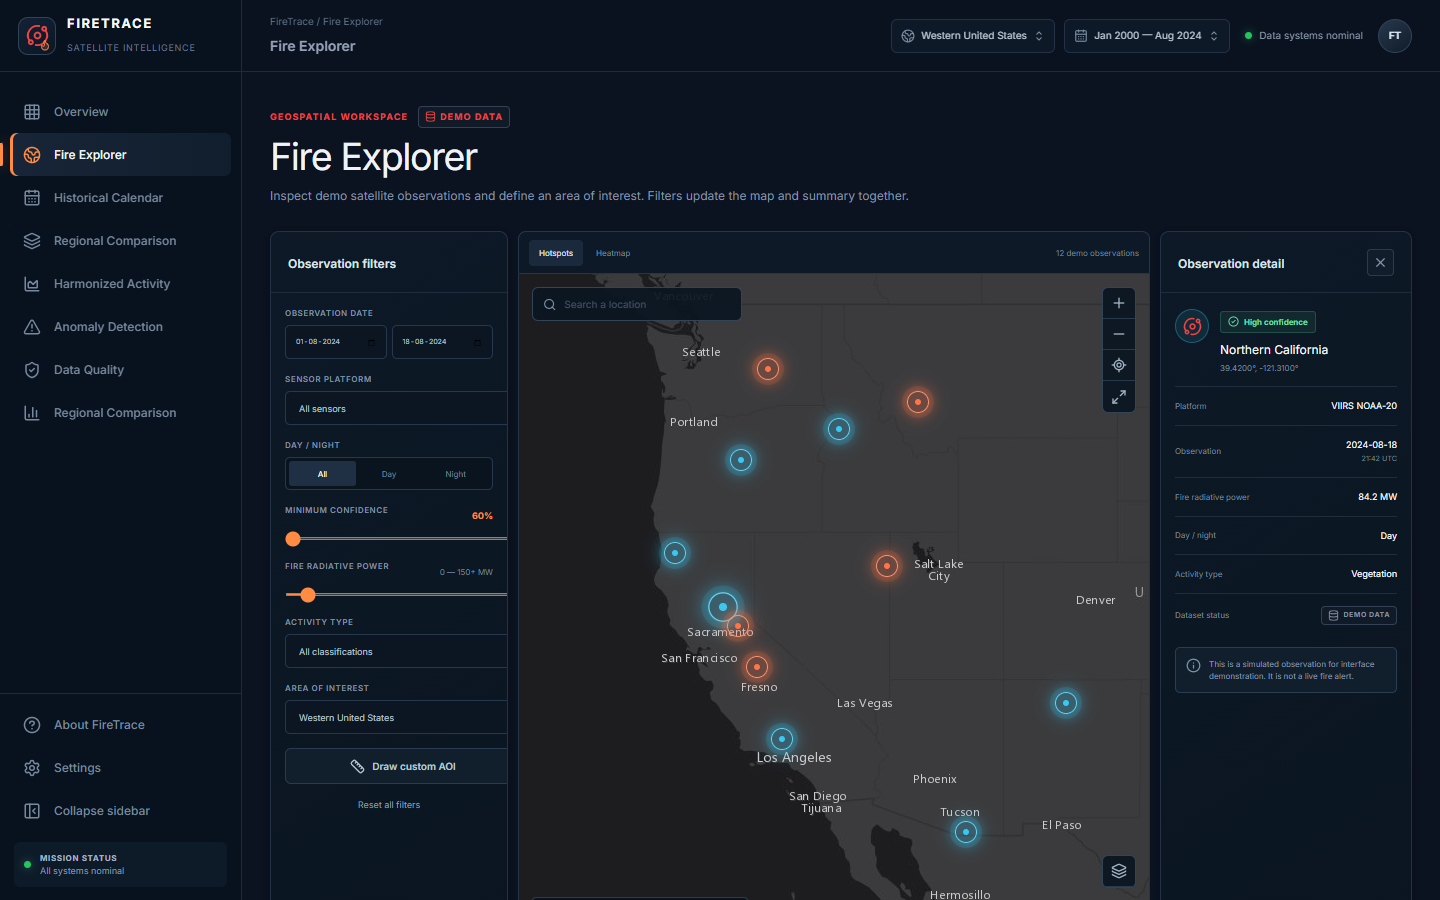 FIRETRACE
SATELLITE INTELLIGENCE
Overview
Fire Explorer
Historical Calendar
Regional Comparison
Harmonized Activity
Anomaly Detection
Data Quality
Regional Comparison
About FireTrace
Settings
Collapse sidebar
MISSION STATUS
All systems nominal
FireTrace / Fire Explorer
Fire Explorer
Western United States
Jan 2000 — Aug 2024
Data systems nominal
FT
GEOSPATIAL WORKSPACE
DEMO DATA
Fire Explorer
Inspect demo satellite observations and define an area of interest. Filters update the map and summary together.
Observation filters
OBSERVATION DATE
01-08-2024
18-08-2024
SENSOR PLATFORM
All sensors
DAY / NIGHT
All
Day
Night
MINIMUM CONFIDENCE
60%
FIRE RADIATIVE POWER
0 — 150+ MW
ACTIVITY TYPE
All classifications
AREA OF INTEREST
Western United States
Draw custom AOI
Reset all filters
Hotspots
Heatmap
12 demo observations
Search a location
Vancouver
Seattle
Portland
Salt Lake
City
Denver
U
Sacramento
San Francisco
Fresno
Las Vegas
Los Angeles
Phoenix
San Diego
Tijuana
Tucson
El Paso
Hermosillo
Observation detail
High confidence
Northern California
39.4200°, -121.3100°
Platform
VIIRS NOAA-20
Observation
2024-08-18
21:42 UTC
Fire radiative power
84.2 MW
Day / night
Day
Activity type
Vegetation
Dataset status
DEMO DATA
This is a simulated observation for interface
demonstration. It is not a live fire alert.